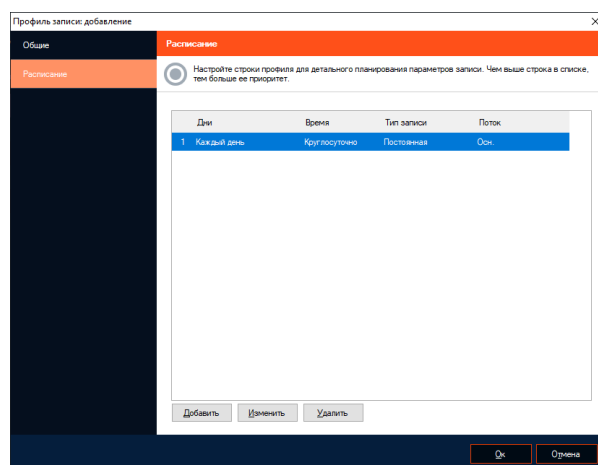 Профиль записи: добавление
Общие
Расписание
Расписание
Настройте строки профиля для детального планирования параметров записи. Чем выше строка в списке,
тем больше ее приоритет.
Дни Время Тип записи Поток
1 Каждый день Круглосуточно Постоянная Осн.
Добавить Изменить Удалить
Ок Отмена